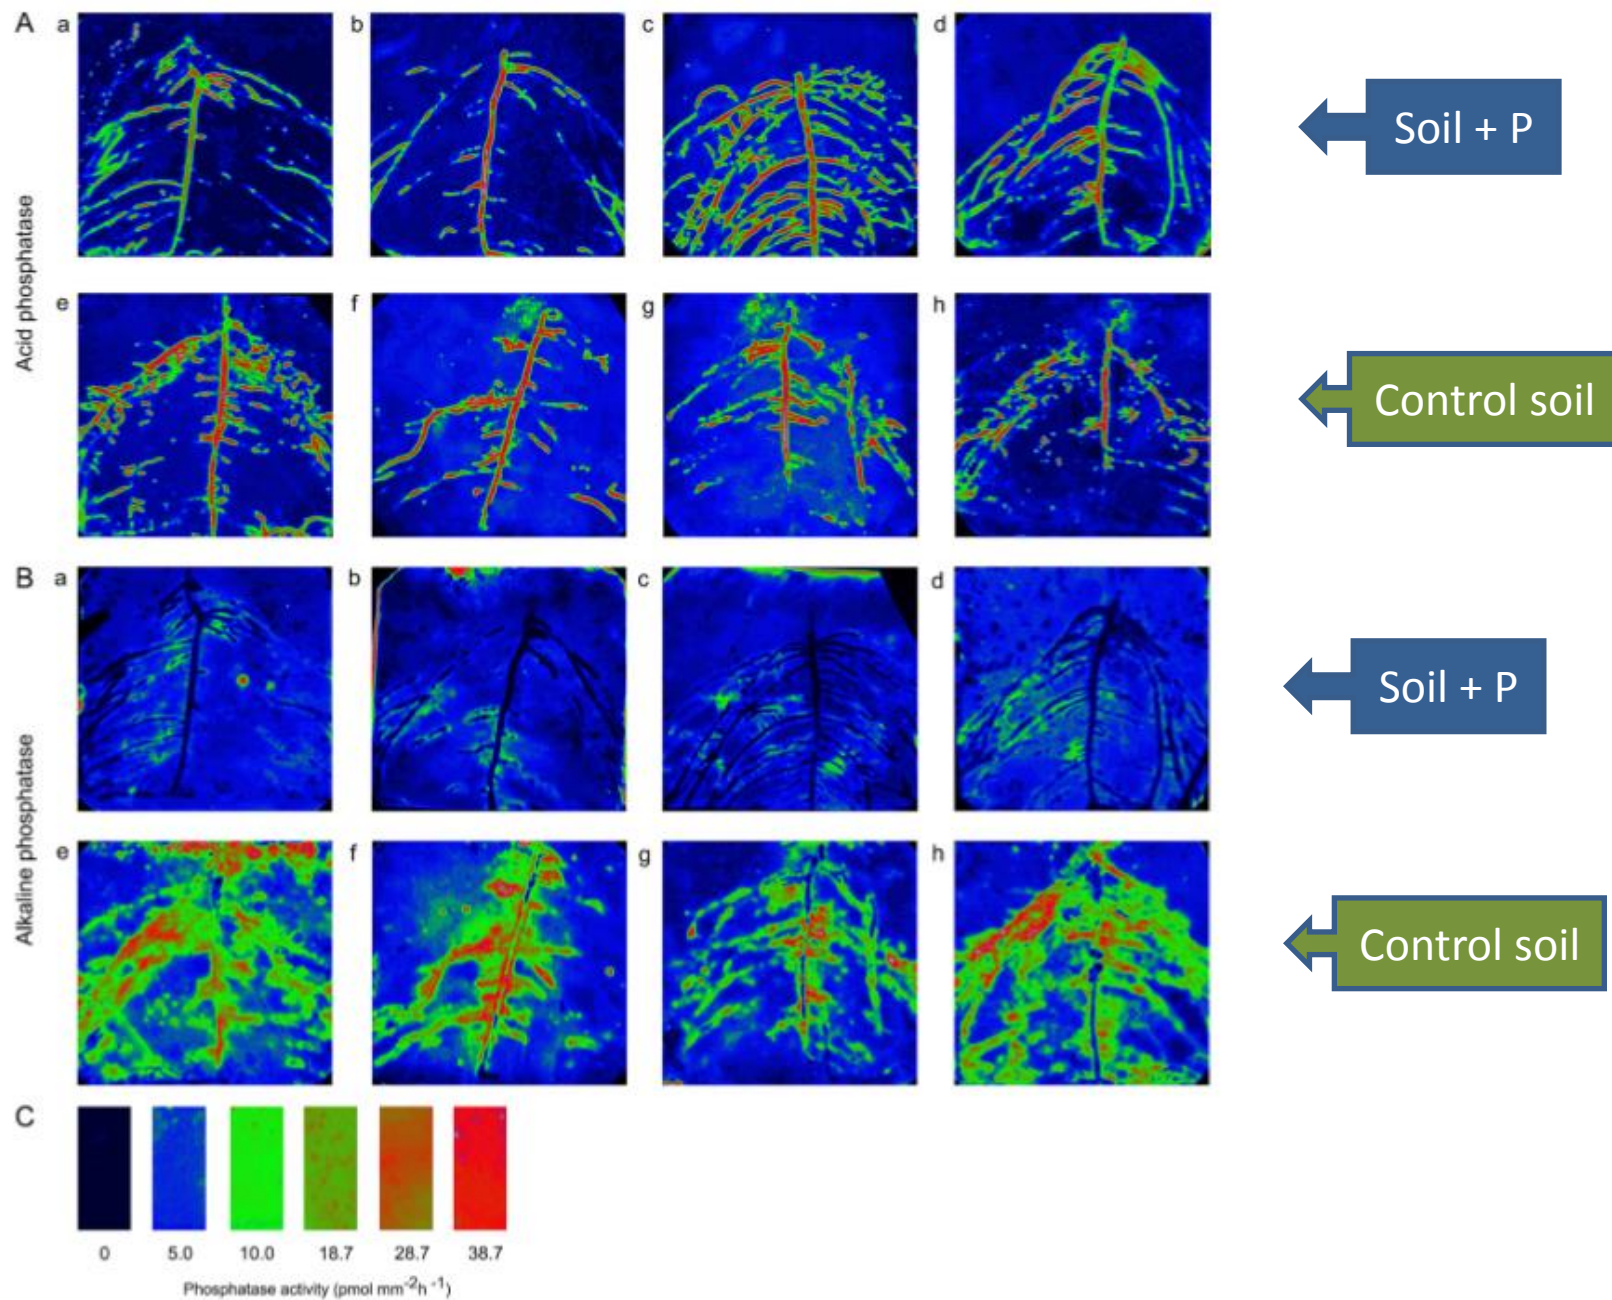 A a b c d
Soil + P
Acid phosphatase
e f g h
Control soil
B a b c d
Soil + P
Alkaline phosphatase
e f g h
Control soil
C
0 5.0 10.0 18.7 28.7 38.7
Phosphatase activity (pmol mm⁻²h⁻¹)